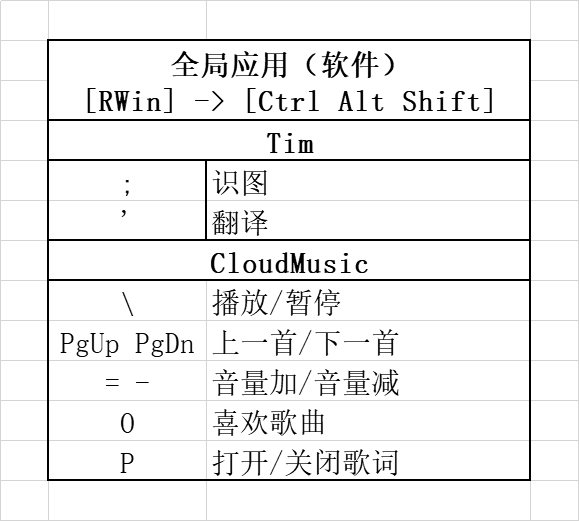 全局应用（软件）
[RWin] -> [Ctrl Alt Shift]
Tim
; 识图
' 翻译
CloudMusic
\ 播放/暂停
PgUp PgDn 上一首/下一首
= - 音量加/音量减
O 喜欢歌曲
P 打开/关闭歌词